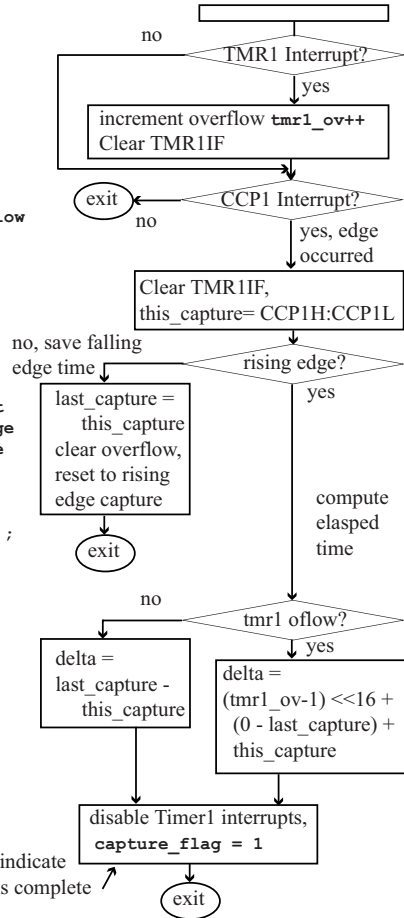 no
TMR1 Interrupt?
yes
increment overflow tmr1_ov++
Clear TMR1IF
exit
CCP1 Interrupt?
no
yes, edge
occurred
Clear TMR1IF,
this_capture= CCP1H:CCP1L
no, save falling
edge time
rising edge?
yes
last_capture =
this_capture
clear overflow,
reset to rising
edge capture
;
exit
compute
elasped
time
no
tmr1 oflow?
yes
delta =
last_capture -
this_capture
delta =
(tmr1_ov-1) <<16 +
(0 - last_capture) +
this_capture
disable Timer1 interrupts,
capture_flag = 1
indicate
s complete
exit